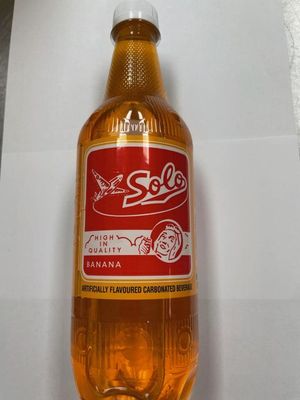 Solo
HIGH
IN
QUALITY
BANANA
ARTIFICIALLY FLAVOURED CARBONATED BEVERAGE